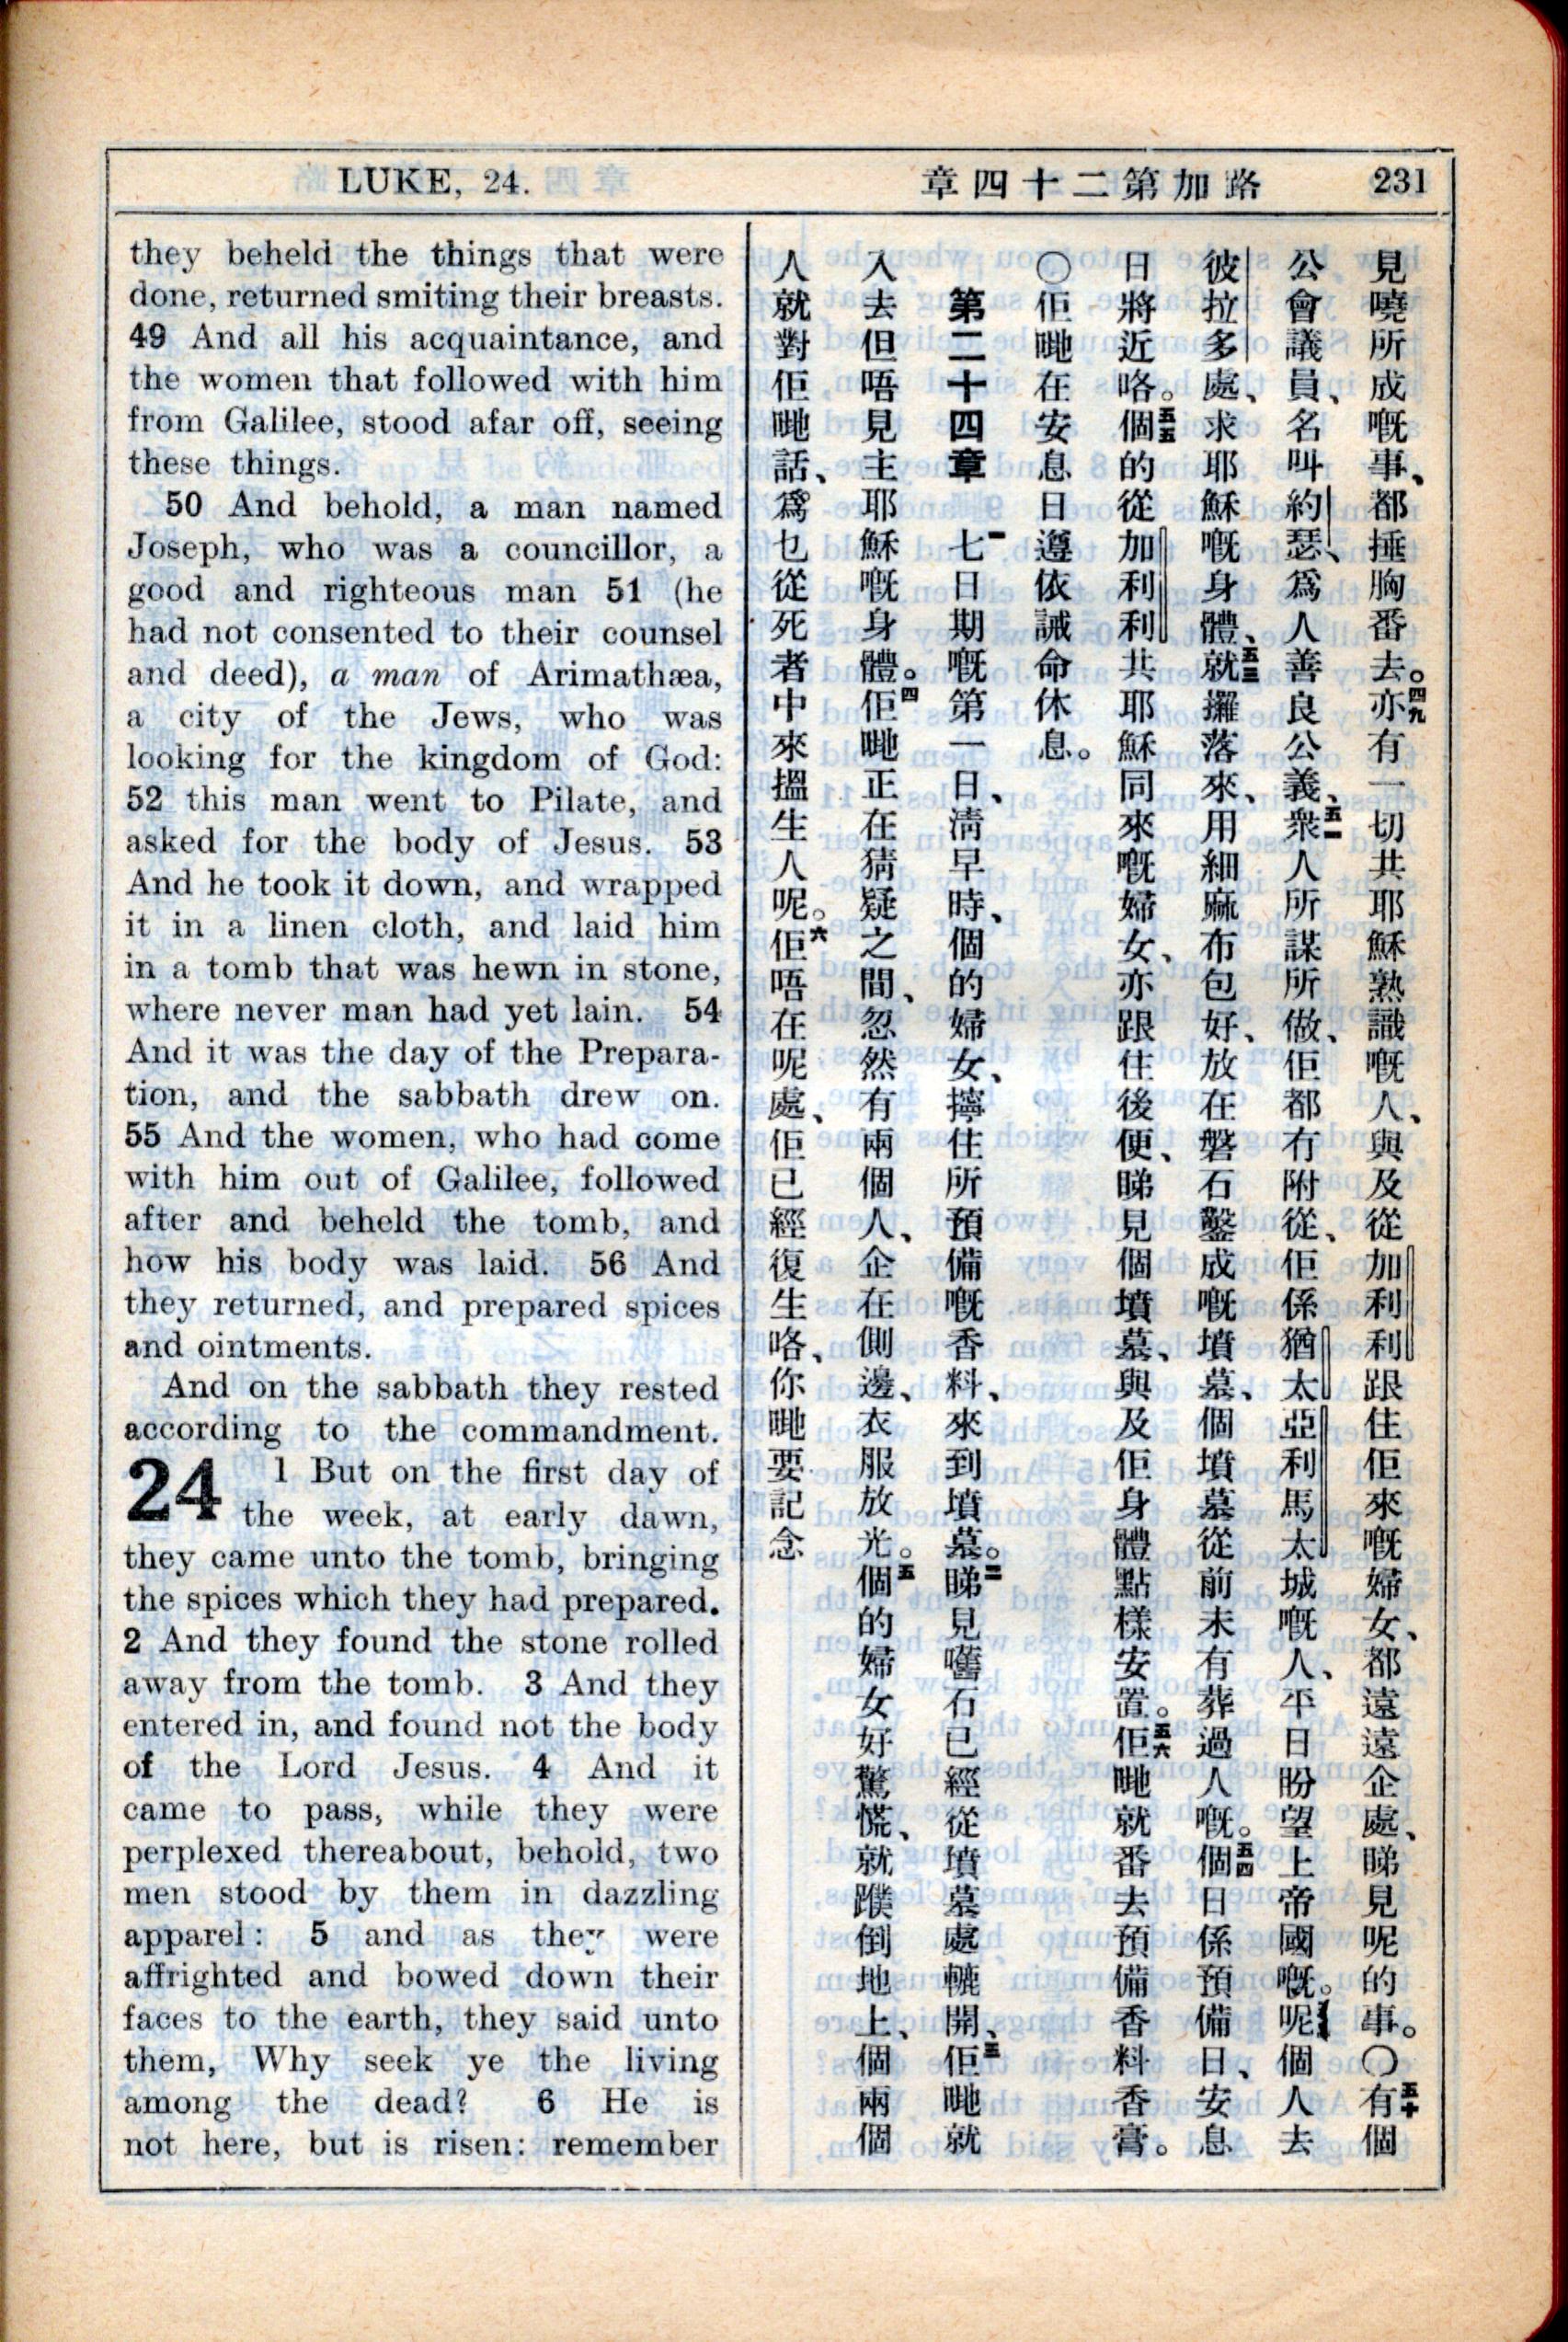 LUKE, 24.
章四十二第加路
231
they beheld the things that were
done, returned smiting their breasts.
49 And all his acquaintance, and
the women that followed with him
from Galilee, stood afar off, seeing
these things.
50 And behold, a man named
Joseph, who was a councillor, a
good and righteous man 51 (he
had not consented to their counsel
and deed), a man of Arimathæa,
a city of the Jews, who was
looking for the kingdom of God:
52 this man went to Pilate, and
asked for the body of Jesus. 53
And he took it down, and wrapped
it in a linen cloth, and laid him
in a tomb that was hewn in stone,
where never man had yet lain. 54
And it was the day of the Prepara-
tion, and the sabbath drew on.
55 And the women, who had come
with him out of Galilee, followed
after and beheld the tomb, and
how his body was laid. 56 And
they returned, and prepared spices
and ointments.
And on the sabbath they rested
according to the commandment.
24 1 But on the first day of
the week, at early dawn,
they came unto the tomb, bringing
the spices which they had prepared.
2 And they found the stone rolled
away from the tomb. 3 And they
entered in, and found not the body
of the Lord Jesus. 4 And it
came to pass, while they were
perplexed thereabout, behold, two
men stood by them in dazzling
apparel: 5 and as they were
affrighted and bowed down their
faces to the earth, they said unto
them, Why seek ye the living
among the dead? 6 He is
not here, but is risen: remember
見嘵所成嘅事、都捶胸番去。四九亦有一切共耶穌熟識嘅人、與及從加利利跟住佢來嘅婦女、都遠遠企處、睇見呢的事。〇五十有個
公會議員、名叫約瑟、爲人善良公義、五一衆人所謀所做、佢都冇附從、佢係猶太亞利馬太城嘅人、平日盼望上帝國嘅。五二呢個人去
彼拉多處、求耶穌嘅身體、五三就攞落來、用細麻布包好、放在磐石鑿成嘅墳墓、個墳墓從前未有葬過人嘅。五四個日係預備日、安息
日將近咯。五五個的從加利利共耶穌同來嘅婦女、亦跟住後便、睇見個墳墓、與及佢身體點樣安置。五六佢哋就番去預備香料香膏。
〇佢哋在安息日遵依誡命休息。
第二十四章 一七日期嘅第一日、清早時、個的婦女、擰住所預備嘅香料、來到墳墓。二睇見嚿石已經從墳墓處轆開、三佢哋就
入去但唔見主耶穌嘅身體。四佢哋正在猜疑之間、忽然有兩個人、企在側邊、衣服放光。五個的婦女好驚慌、就蹼倒地上、個兩個
人就對佢哋話、爲乜從死者中來搵生人呢。六佢唔在呢處、佢已經復生咯、你哋要記念